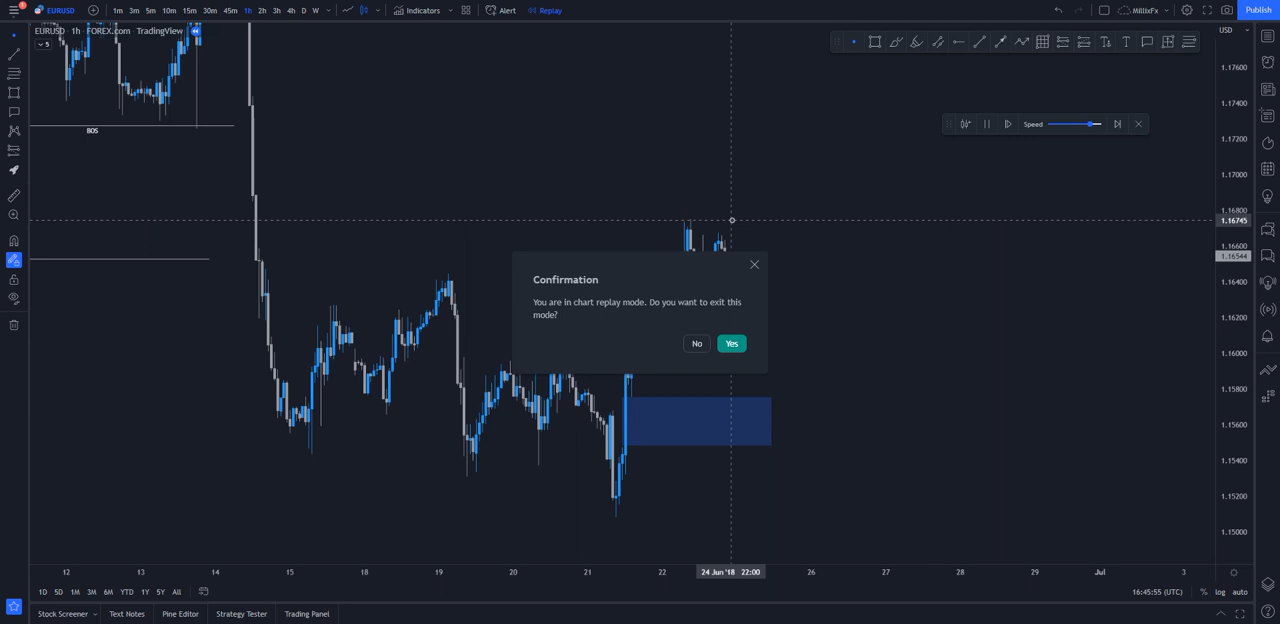 EURUSD 1m 3m 5m 10m 15m 30m 45m 1h 2h 3h 4h D W Indicators Alert Replay MillixFx Publish
EURUSD · 1h · FOREX.com · TradingView
5
USD
Speed
BOS
1.17600
1.17400
1.17200
1.17000
1.16800
1.16745
1.16600
1.16544
1.16400
1.16200
1.16000
1.15800
1.15600
1.15400
1.15200
1.15000
Confirmation
You are in chart replay mode. Do you want to exit this
mode?
No Yes
12 13 14 15 18 19 20 21 22 24 Jun '18 22:00 26 27 28 29 Jul 3
1D 5D 1M 3M 6M YTD 1Y 5Y All 16:45:55 (UTC) % log auto
Stock Screener Text Notes Pine Editor Strategy Tester Trading Panel